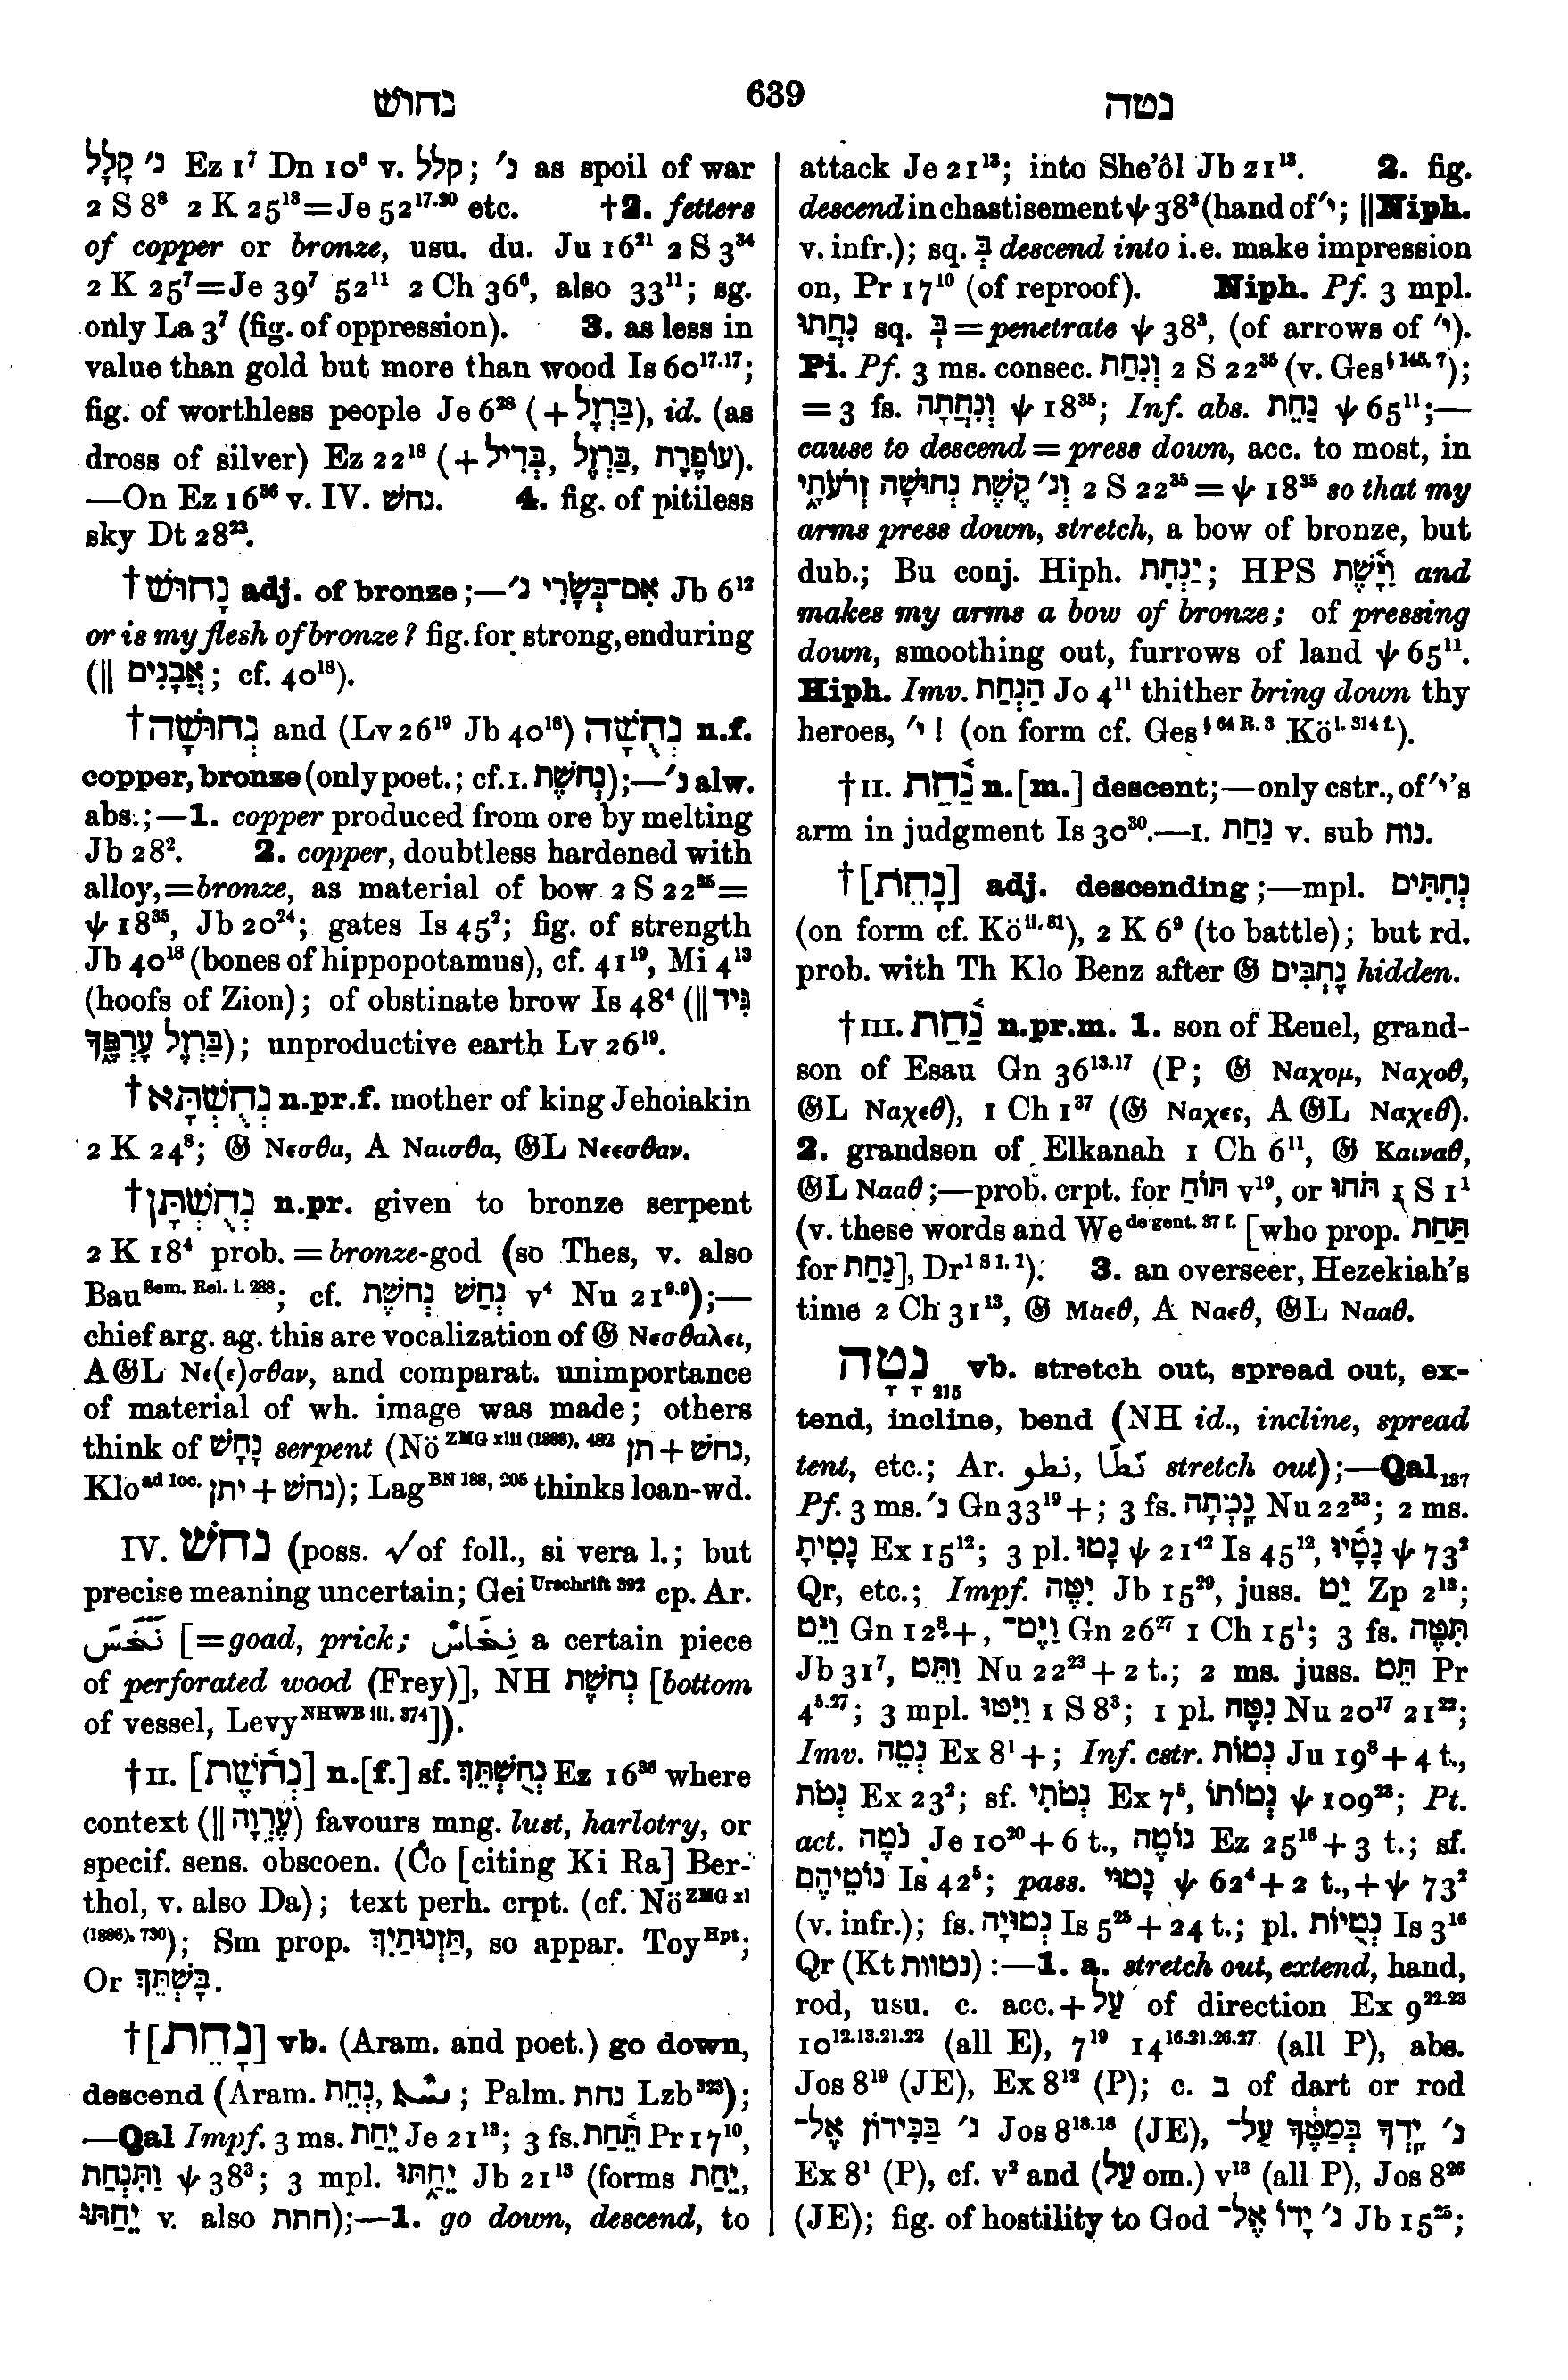 נחושׁ
639
נטה
נ׳ קָלָל Ez 1⁷ Dn 10⁶ v. קלל; נ׳ as spoil of war
2 S 8⁸ 2 K 25¹³=Je 52¹⁷·²⁰ etc. †2. fetters
of copper or bronze, usu. du. Ju 16²¹ 2 S 3³⁴
2 K 25⁷=Je 39⁷ 52¹¹ 2 Ch 36⁶, also 33¹¹; sg.
only La 3⁷ (fig. of oppression). 3. as less in
value than gold but more than wood Is 60¹⁷·¹⁷;
fig. of worthless people Je 6²⁸ (+בַּרְזֶל), id. (as
dross of silver) Ez 22¹⁸ (+בְּדִיל, בַּרְזֶל, עוֹפֶרֶת).
—On Ez 16³⁶ v. IV. נחשׁ. 4. fig. of pitiless
sky Dt 28²³.
†נָחוּשׁ adj. of bronze;—אִם־בְּשָׂרִי נ׳ Jb 6¹²
or is my flesh of bronze? fig. for strong, enduring
(‖ אֲבָנִים; cf. 40¹⁸).
†נְחוּשָׁה and (Lv 26¹⁹ Jb 40¹⁸) נְחֻשָׁה n.f.
copper, bronze (only poet.; cf. I. נְחֹשֶׁת);—נ׳ alw.
abs.;—1. copper produced from ore by melting
Jb 28². 2. copper, doubtless hardened with
alloy,=bronze, as material of bow 2 S 22³⁵=
ψ 18³⁵, Jb 20²⁴; gates Is 45²; fig. of strength
Jb 40¹⁸ (bones of hippopotamus), cf. 41¹⁹, Mi 4¹³
(hoofs of Zion); of obstinate brow Is 48⁴ (‖ גִּיד
בַּרְזֶל עָרְפֶּךָ); unproductive earth Lv 26¹⁹.
†נְחֻשְׁתָּא n.pr.f. mother of king Jehoiakin
2 K 24⁸; 𝔊 Νεσθα, A Ναισθα, 𝔊L Νεεσθαν.
†נְחֻשְׁתָּן n.pr. given to bronze serpent
2 K 18⁴ prob. = bronze-god (so Thes, v. also
Bau Sem. Rel. i. 288; cf. נְחַשׁ נְחֹשֶׁת v⁴ Nu 21⁹·⁹);—
chief arg. ag. this are vocalization of 𝔊 Νεσθαλει,
A𝔊L Νε(ε)σθαν, and comparat. unimportance
of material of wh. image was made; others
think of נָחָשׁ serpent (Nö ZMG xlii (1888), 482 נחשׁ + תן,
Klo ad loc. נחשׁ + יתן); Lag BN 188, 205 thinks loan-wd.
IV. נחשׁ (poss. √ of foll., si vera l.; but
precise meaning uncertain; Gei Urschrift 392 cp. Ar.
نَخَسَ [=goad, prick; نِخَاسٌ a certain piece
of perforated wood (Frey)], NH נְחֹשֶׁת [bottom
of vessel, Levy NHWB iii. 374]).
†II. [נְחֹשֶׁת] n.[f.] sf. נְחֻשְׁתֵּךְ Ez 16³⁶ where
context (‖ עֶרְוָה) favours mng. lust, harlotry, or
specif. sens. obscoen. (Co [citing Ki Ra] Ber-
thol, v. also Da); text perh. crpt. (cf. Nö ZMG xl
(1886), 730); Sm prop. תַּזְנוּתַיִךְ, so appar. Toy Hpt;
Or בָּשְׁתֵּךְ.
†[נָחֵת] vb. (Aram. and poet.) go down,
descend (Aram. נְחֵת, ܢܚܬ; Palm. נחת Lzb³²³);
—Qal Impf. 3 ms. יֵחַת Je 21¹³; 3 fs. תֵּחַת Pr 17¹⁰,
וַתִּנְחַת ψ 38³; 3 mpl. יֵחָתּוּ Jb 21¹³ (forms יֵחַת,
יֵחַתּוּ v. also חתת);—1. go down, descend, to
attack Je 21¹³; into She’ôl Jb 21¹³. 2. fig.
descend in chastisement ψ 38³ (hand of י׳; ‖ Niph.
v. infr.); sq. בְּ descend into i.e. make impression
on, Pr 17¹⁰ (of reproof). Niph. Pf. 3 mpl.
נִחֲתוּ sq. בְּ = penetrate ψ 38³, (of arrows of י׳).
Pi. Pf. 3 ms. consec. וְנִחַת 2 S 22³⁵ (v. Ges § 145, 7);
= 3 fs. וְנִחֲתָה ψ 18³⁵; Inf. abs. נַחֵת ψ 65¹¹;—
cause to descend = press down, acc. to most, in
וְנ׳ קֶשֶׁת נְחוּשָׁה זְרֹעֹתָי 2 S 22³⁵ = ψ 18³⁵ so that my
arms press down, stretch, a bow of bronze, but
dub.; Bu conj. Hiph. יַנְחִת; HPS וַיָּשֶׁת and
makes my arms a bow of bronze; of pressing
down, smoothing out, furrows of land ψ 65¹¹.
Hiph. Imv. הַנְחַת Jo 4¹¹ thither bring down thy
heroes, י׳! (on form cf. Ges § 64 R. 3 Kö i. 314 f.).
†II. נַחַת n.[m.] descent;—only cstr., of י׳’s
arm in judgment Is 30³⁰.—I. נַחַת v. sub נוח.
†[נָחֵת] adj. descending;—mpl. נְחִתִּים
(on form cf. Kö ii. 81), 2 K 6⁹ (to battle); but rd.
prob. with Th Klo Benz after 𝔊 נֶחְבִּים hidden.
†III. נַחַת n.pr.m. 1. son of Reuel, grand-
son of Esau Gn 36¹³·¹⁷ (P; 𝔊 Ναχομ, Ναχοθ,
𝔊L Ναχεθ), 1 Ch 1³⁷ (𝔊 Ναχες, A 𝔊L Ναχεθ).
2. grandson of Elkanah 1 Ch 6¹¹, 𝔊 Καιναθ,
𝔊L Νααθ;—prob. crpt. for תּוֹחַ v¹⁹, or תֹּחוּ 1 S 1¹
(v. these words and We de gent. 37 f. [who prop. תַּחַת
for נַחַת], Dr 1 S 1, 1). 3. an overseer, Hezekiah’s
time 2 Ch 31¹³, 𝔊 Μαεθ, A Ναεθ, 𝔊L Νααθ.
נָטָה 215 vb. stretch out, spread out, ex-
tend, incline, bend (NH id., incline, spread
tent, etc.; Ar. نطو, نَطَا stretch out);—Qal₁₈₇
Pf. 3 ms. נ׳ Gn 33¹⁹+; 3 fs. נָטְתָה Nu 22³³; 2 ms.
נָטִיתָ Ex 15¹²; 3 pl. נָטוּ ψ 21¹² Is 45¹², נָטָיוּ ψ 73²
Qr, etc.; Impf. יִטֶּה Jb 15²⁹, juss. יֵט Zp 2¹³;
וַיֵּט Gn 12⁸+, וַיֶּט־ Gn 26²⁷ 1 Ch 15¹; 3 fs. תִּטֶּה
Jb 31⁷, וַתֵּט Nu 22²³+2 t.; 2 ms. juss. תֵּט Pr
4⁵·²⁷; 3 mpl. וַיִּטּוּ 1 S 8³; 1 pl. נִטֶּה Nu 20¹⁷ 21²²;
Imv. נְטֵה Ex 8¹+; Inf. cstr. נְטוֹת Ju 19⁸+4 t.,
נְטֹת Ex 23²; sf. נְטֹתִי Ex 7⁵, נְטוֹתוֹ ψ 109²³; Pt.
act. נֹטֶה Je 10²⁰+6 t., נוֹטֶה Ez 25¹⁶+3 t.; sf.
נוֹטֵיהֶם Is 42⁵; pass. נָטוּי ψ 62⁴+2 t., +ψ 73²
(v. infr.); fs. נְטוּיָה Is 5²⁵+24 t.; pl. נְטֻיוֹת Is 3¹⁶
Qr (Kt נטוות):—1. a. stretch out, extend, hand,
rod, usu. c. acc.+עַל of direction Ex 9²²·²³
10¹²·¹³·²¹·²² (all E), 7¹⁹ 14¹⁶·²¹·²⁶·²⁷ (all P), abs.
Jos 8¹⁹ (JE), Ex 8¹² (P); c. ב of dart or rod
נ׳ בַּכִּידוֹן אֶל־ Jos 8¹⁸·¹⁸ (JE), נ׳ יָדְךָ בְּמַטֶּךָ עַל־
Ex 8¹ (P), cf. v² and (עַל om.) v¹³ (all P), Jos 8²⁶
(JE); fig. of hostility to God נ׳ יָדוֹ אֶל־ Jb 15²⁵;